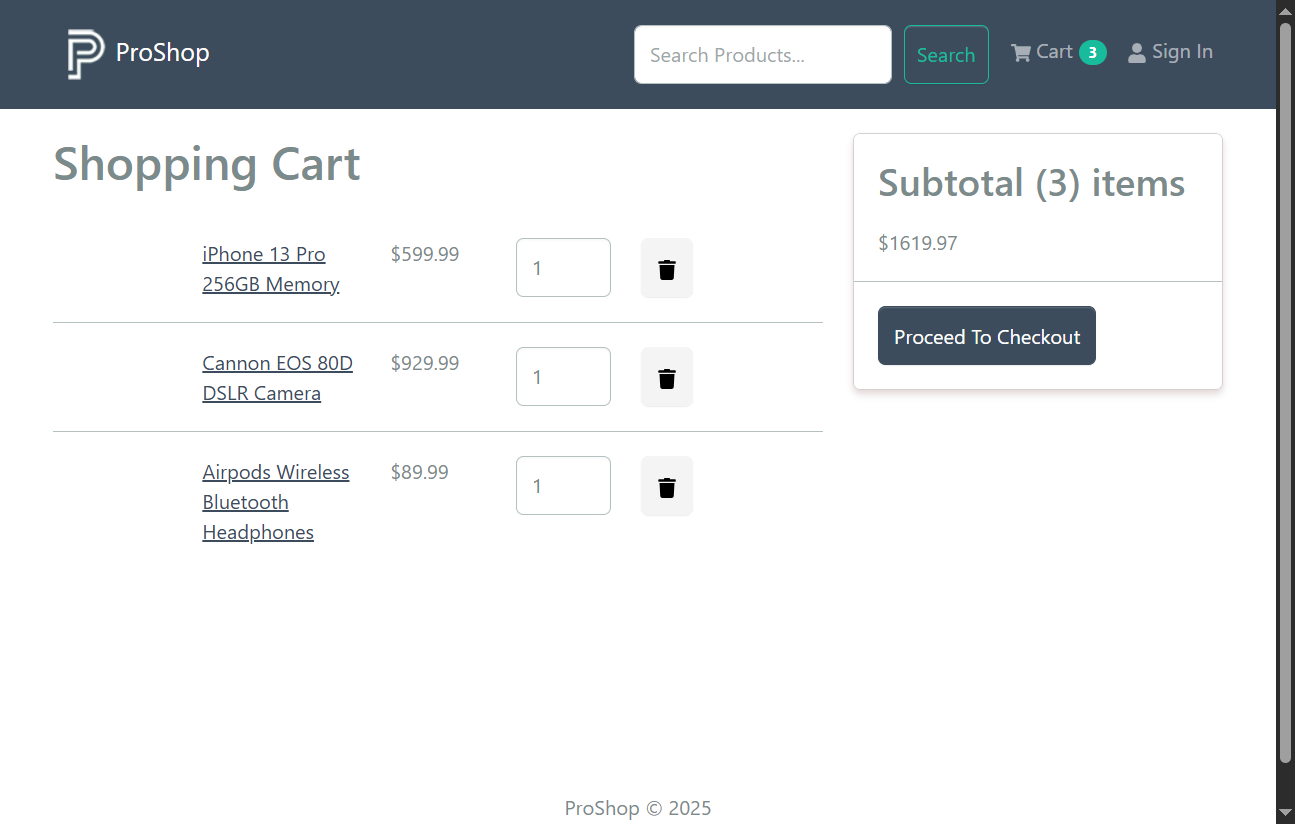 ProShop
Search Products...
Search
Cart 3
Sign In
Shopping Cart
iPhone 13 Pro
256GB Memory
$599.99
1
Cannon EOS 80D
DSLR Camera
$929.99
1
Airpods Wireless
Bluetooth
Headphones
$89.99
1
Subtotal (3) items
$1619.97
Proceed To Checkout
ProShop © 2025